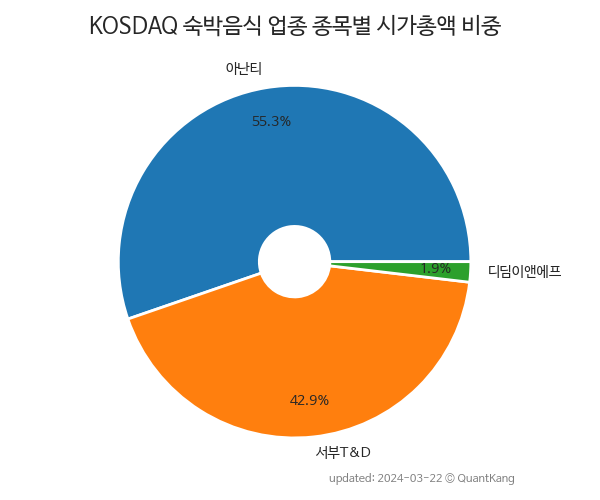 KOSDAQ 숙박음식 업종 종목별 시가총액 비중
아난티
55.3%
1.9%
디딤이앤에프
42.9%
서부T&D
updated: 2024-03-22 © QuantKang